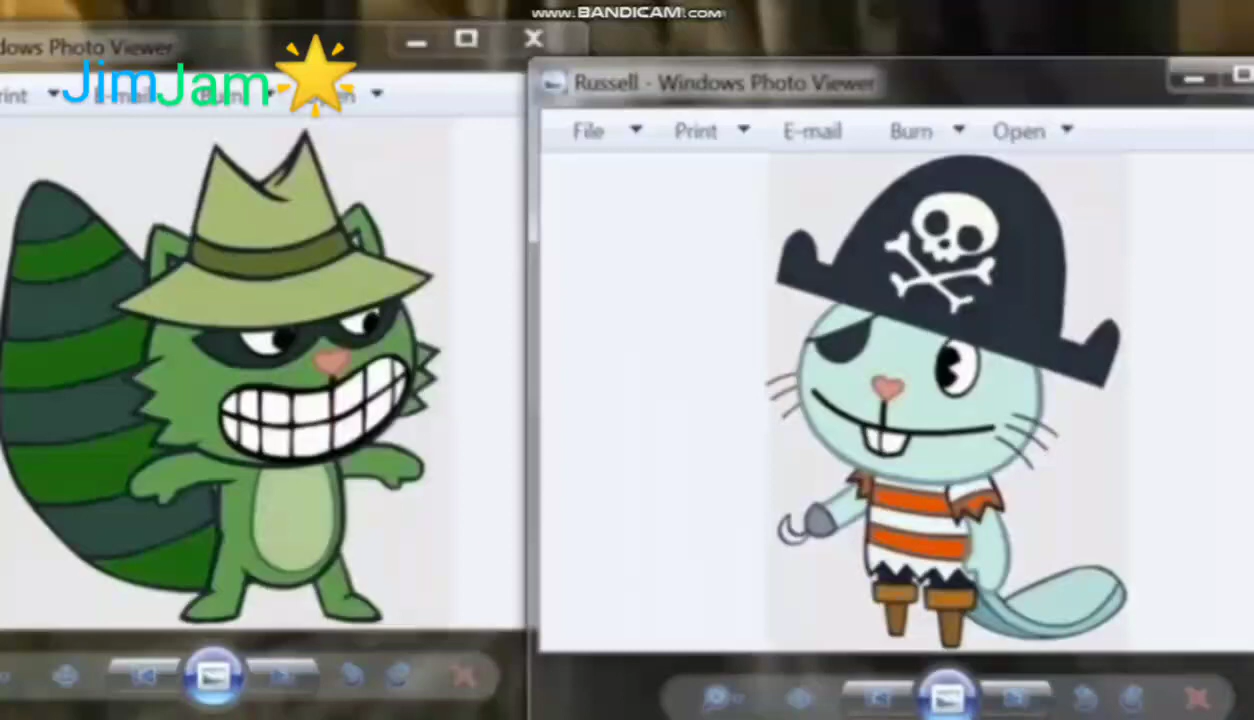 www.BANDICAM.com
dows Photo Viewer
JimJam
rint
Russell - Windows Photo Viewer
File Print E-mail Burn Open